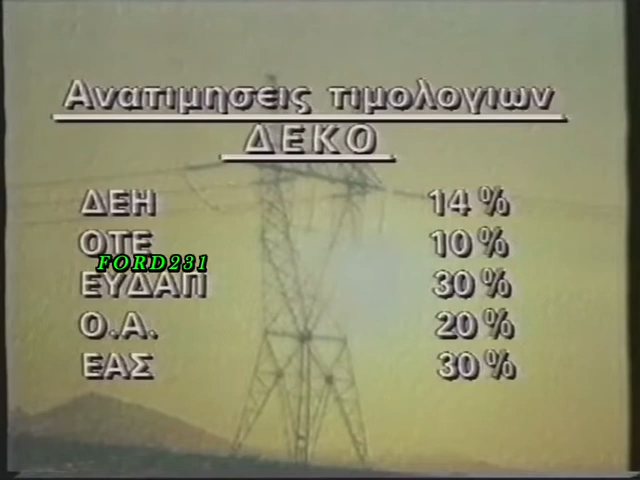 Ανατιμησεις τιμολογιων
ΔΕΚΟ
ΔΕΗ 14%
ΟΤΕ 10%
FORD231
ΕΥΔΑΠ 30%
Ο.Α. 20%
ΕΑΣ 30%